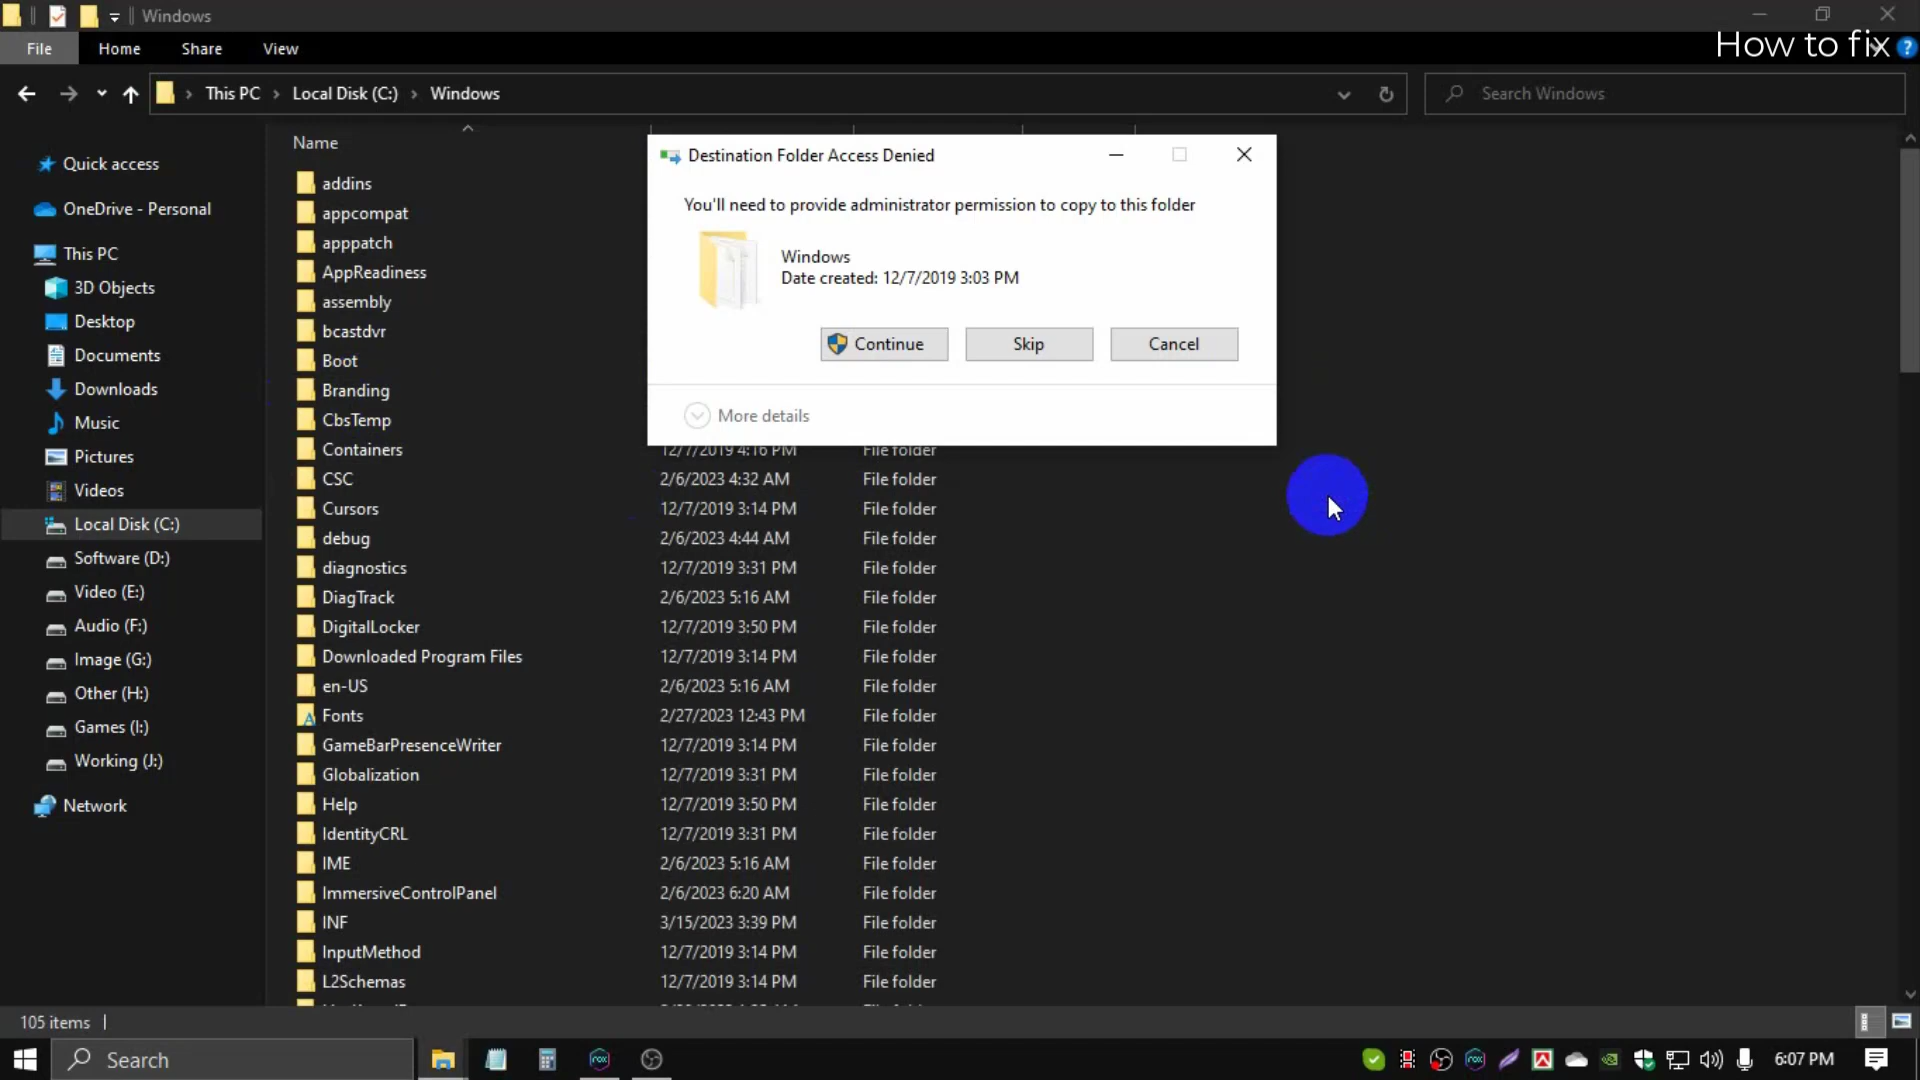 Windows
File Home Share View
How to fix
This PC > Local Disk (C:) > Windows
Search Windows
Name
Quick access
OneDrive - Personal
This PC
3D Objects
Desktop
Documents
Downloads
Music
Pictures
Videos
Local Disk (C:)
Software (D:)
Video (E:)
Audio (F:)
Image (G:)
Other (H:)
Games (I:)
Working (J:)
Network
addins
appcompat
apppatch
AppReadiness
assembly
bcastdvr
Boot
Branding
CbsTemp
Containers 12/7/2019 4:16 PM File folder
CSC 2/6/2023 4:32 AM File folder
Cursors 12/7/2019 3:14 PM File folder
debug 2/6/2023 4:44 AM File folder
diagnostics 12/7/2019 3:31 PM File folder
DiagTrack 2/6/2023 5:16 AM File folder
DigitalLocker 12/7/2019 3:50 PM File folder
Downloaded Program Files 12/7/2019 3:14 PM File folder
en-US 2/6/2023 5:16 AM File folder
Fonts 2/27/2023 12:43 PM File folder
GameBarPresenceWriter 12/7/2019 3:14 PM File folder
Globalization 12/7/2019 3:31 PM File folder
Help 12/7/2019 3:50 PM File folder
IdentityCRL 12/7/2019 3:31 PM File folder
IME 2/6/2023 5:16 AM File folder
ImmersiveControlPanel 2/6/2023 6:20 AM File folder
INF 3/15/2023 3:39 PM File folder
InputMethod 12/7/2019 3:14 PM File folder
L2Schemas 12/7/2019 3:14 PM File folder
Destination Folder Access Denied
You'll need to provide administrator permission to copy to this folder
Windows
Date created: 12/7/2019 3:03 PM
Continue Skip Cancel
More details
105 items
Search
6:07 PM